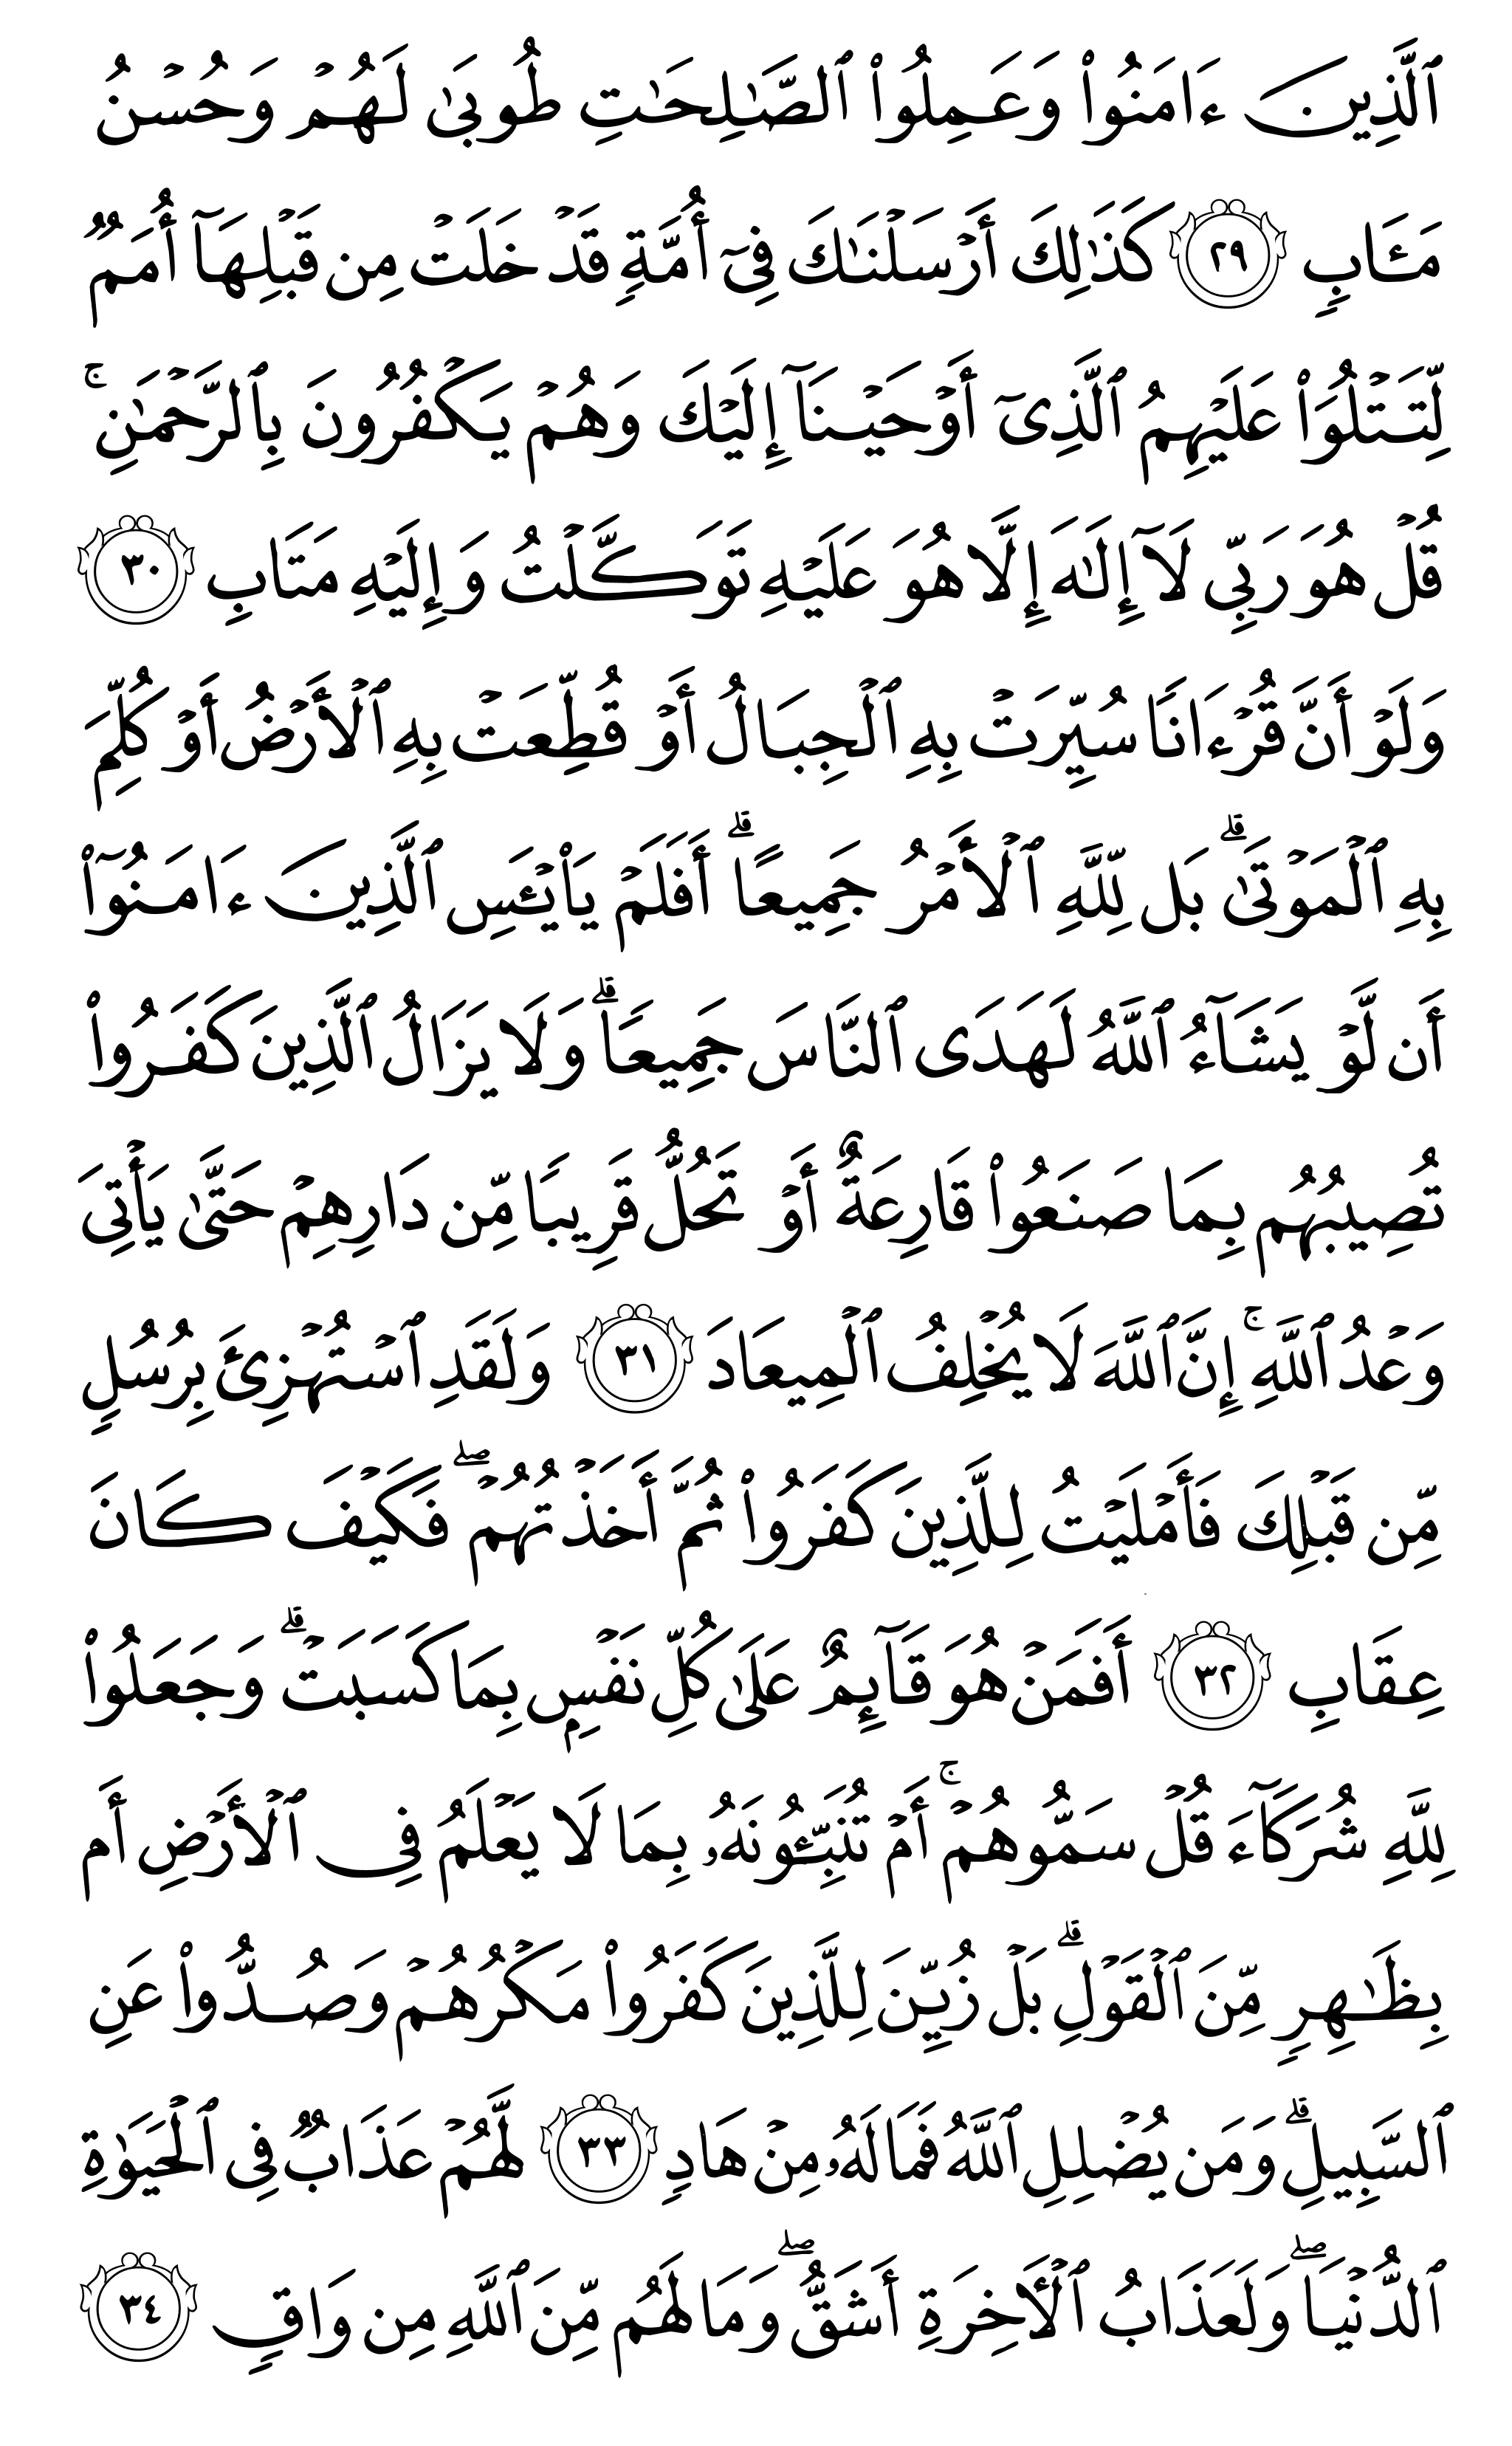 ٱلَّذِينَ ءَامَنُوا۟ وَعَمِلُوا۟ ٱلصَّـٰلِحَـٰتِ طُوبَىٰ لَهُمۡ وَحُسۡنُ
مَـَٔابٖ ٢٩ كَذَٰلِكَ أَرۡسَلۡنَـٰكَ فِىٓ أُمَّةٖ قَدۡ خَلَتۡ مِن قَبۡلِهَآ أُمَمٞ
لِّتَتۡلُوَا۟ عَلَيۡهِمُ ٱلَّذِىٓ أَوۡحَيۡنَآ إِلَيۡكَ وَهُمۡ يَكۡفُرُونَ بِٱلرَّحۡمَـٰنِۚ
قُلۡ هُوَ رَبِّى لَآ إِلَـٰهَ إِلَّا هُوَ عَلَيۡهِ تَوَكَّلۡتُ وَإِلَيۡهِ مَتَابِ ٣٠
وَلَوۡ أَنَّ قُرۡءَانٗا سُيِّرَتۡ بِهِ ٱلۡجِبَالُ أَوۡ قُطِّعَتۡ بِهِ ٱلۡأَرۡضُ أَوۡ كُلِّمَ
بِهِ ٱلۡمَوۡتَىٰۗ بَل لِّلَّهِ ٱلۡأَمۡرُ جَمِيعًاۗ أَفَلَمۡ يَا۟يۡـَٔسِ ٱلَّذِينَ ءَامَنُوٓا۟
أَن لَّوۡ يَشَآءُ ٱللَّهُ لَهَدَى ٱلنَّاسَ جَمِيعٗاۗ وَلَا يَزَالُ ٱلَّذِينَ كَفَرُوا۟
تُصِيبُهُم بِمَا صَنَعُوا۟ قَارِعَةٌ أَوۡ تَحُلُّ قَرِيبٗا مِّن دَارِهِمۡ حَتَّىٰ يَأۡتِىَ
وَعۡدُ ٱللَّهِۚ إِنَّ ٱللَّهَ لَا يُخۡلِفُ ٱلۡمِيعَادَ ٣١ وَلَقَدِ ٱسۡتُهۡزِئَ بِرُسُلٖ
مِّن قَبۡلِكَ فَأَمۡلَيۡتُ لِلَّذِينَ كَفَرُوا۟ ثُمَّ أَخَذۡتُهُمۡۖ فَكَيۡفَ كَانَ
عِقَابِ ٣٢ أَفَمَنۡ هُوَ قَآئِمٌ عَلَىٰ كُلِّ نَفۡسِۭ بِمَا كَسَبَتۡۗ وَجَعَلُوا۟
لِلَّهِ شُرَكَآءَ قُلۡ سَمُّوهُمۡۚ أَمۡ تُنَبِّـُٔونَهُۥ بِمَا لَا يَعۡلَمُ فِى ٱلۡأَرۡضِ أَم
بِظَـٰهِرٖ مِّنَ ٱلۡقَوۡلِۗ بَلۡ زُيِّنَ لِلَّذِينَ كَفَرُوا۟ مَكۡرُهُمۡ وَصُدُّوا۟ عَنِ
ٱلسَّبِيلِۗ وَمَن يُضۡلِلِ ٱللَّهُ فَمَا لَهُۥ مِنۡ هَادٖ ٣٣ لَّهُمۡ عَذَابٞ فِى ٱلۡحَيَوٰةِ
ٱلدُّنۡيَاۖ وَلَعَذَابُ ٱلۡـَٔاخِرَةِ أَشَقُّۖ وَمَا لَهُم مِّنَ ٱللَّهِ مِن وَاقٖ ٣٤